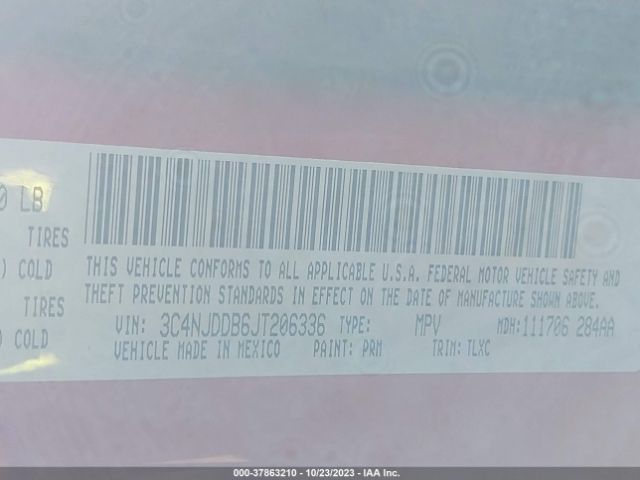 0 LB
TIRES
) COLD
TIRES
) COLD
THIS VEHICLE CONFORMS TO ALL APPLICABLE U.S.A. FEDERAL MOTOR VEHICLE SAFETY AND
THEFT PREVENTION STANDARDS IN EFFECT ON THE DATE OF MANUFACTURE SHOWN ABOVE.
VIN: 3C4NJDDB6JT206336 TYPE: MPV MDH:111706 284AA
VEHICLE MADE IN MEXICO PAINT: PRM TRIM: TLXC
000-37863210 - 10/23/2023 - IAA Inc.